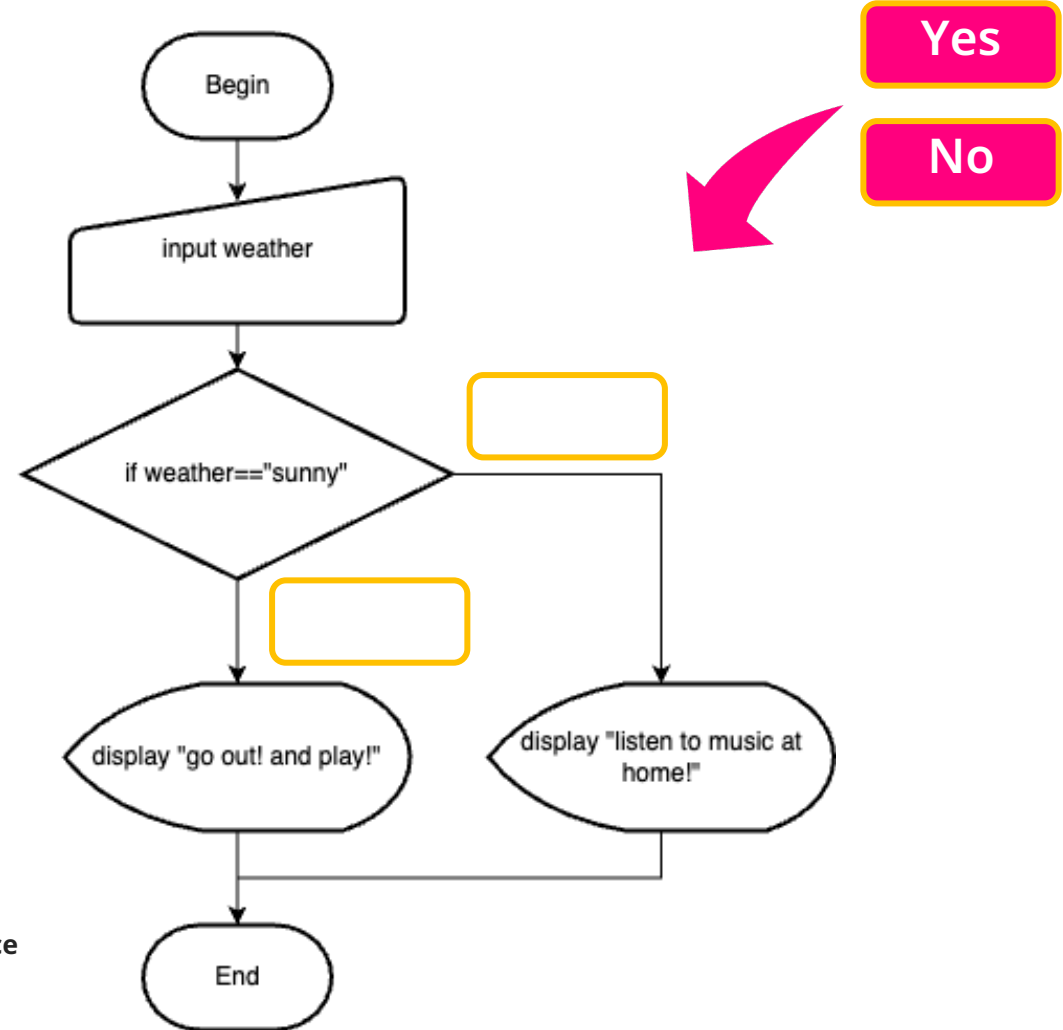 Yes
No
Begin
input weather
if weather=="sunny"
display "go out! and play!"
display "listen to music at
home!"
End